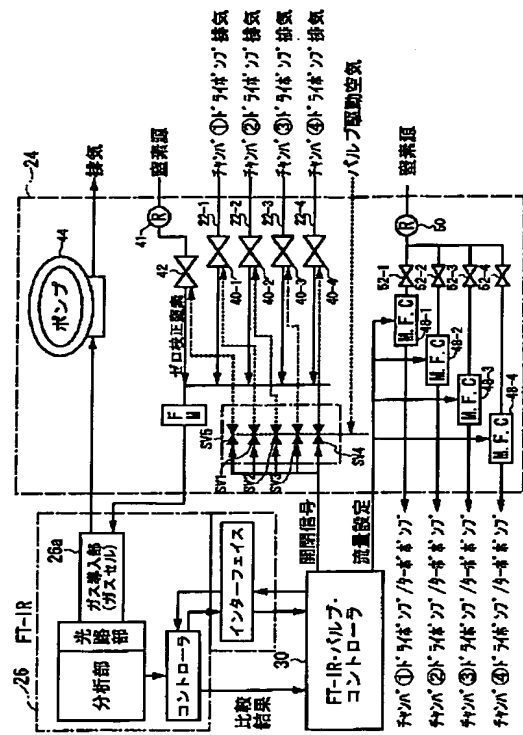 26
FT-IR
分析部
光路部
ガス導入部
(ガスセル)
26a
コントローラ
インターフェイス
比較
結果
30
FT-IR・バルブ・
コントローラ
開閉信号
流量設定
24
44
ポンプ
排気
窒素源
41
R
42
ゼロ校正窒素
FM
チャンバ①ドライポンプ排気
チャンバ②ドライポンプ排気
チャンバ③ドライポンプ排気
チャンバ④ドライポンプ排気
22-1
22-2
22-3
22-4
40-1
40-2
40-3
40-4
バルブ駆動空気
SV5
SV1
SV2
SV3
SV4
窒素源
R
50
52-1
52-2
52-3
52-4
M.F.C
48-1
M.F.C
48-2
M.F.C
48-3
M.F.C
48-4
チャンバ①ドライポンプ/ターボポンプ
チャンバ②ドライポンプ/ターボポンプ
チャンバ③ドライポンプ/ターボポンプ
チャンバ④ドライポンプ/ターボポンプ